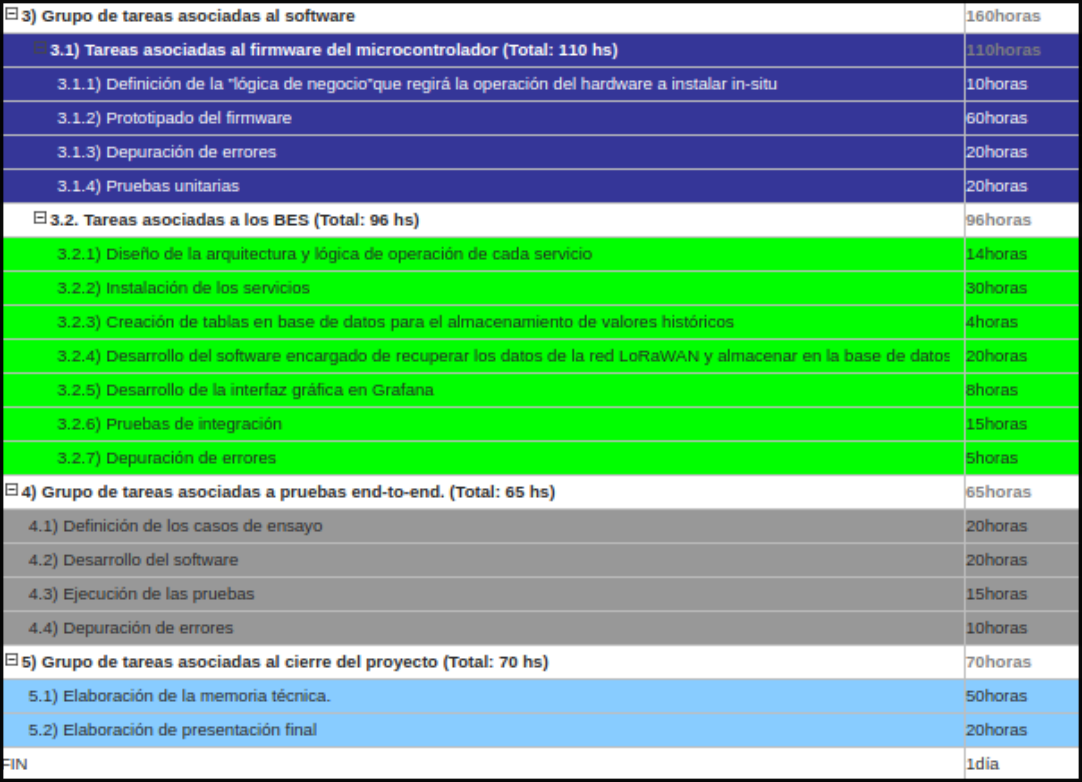 3) Grupo de tareas asociadas al software 160horas
3.1) Tareas asociadas al firmware del microcontrolador (Total: 110 hs) 110horas
3.1.1) Definición de la "lógica de negocio"que regirá la operación del hardware a instalar in-situ 10horas
3.1.2) Prototipado del firmware 60horas
3.1.3) Depuración de errores 20horas
3.1.4) Pruebas unitarias 20horas
3.2. Tareas asociadas a los BES (Total: 96 hs) 96horas
3.2.1) Diseño de la arquitectura y lógica de operación de cada servicio 14horas
3.2.2) Instalación de los servicios 30horas
3.2.3) Creación de tablas en base de datos para el almacenamiento de valores históricos 4horas
3.2.4) Desarrollo del software encargado de recuperar los datos de la red LoRaWAN y almacenar en la base de datos 20horas
3.2.5) Desarrollo de la interfaz gráfica en Grafana 8horas
3.2.6) Pruebas de integración 15horas
3.2.7) Depuración de errores 5horas
4) Grupo de tareas asociadas a pruebas end-to-end. (Total: 65 hs) 65horas
4.1) Definición de los casos de ensayo 20horas
4.2) Desarrollo del software 20horas
4.3) Ejecución de las pruebas 15horas
4.4) Depuración de errores 10horas
5) Grupo de tareas asociadas al cierre del proyecto (Total: 70 hs) 70horas
5.1) Elaboración de la memoria técnica. 50horas
5.2) Elaboración de presentación final 20horas
FIN 1día